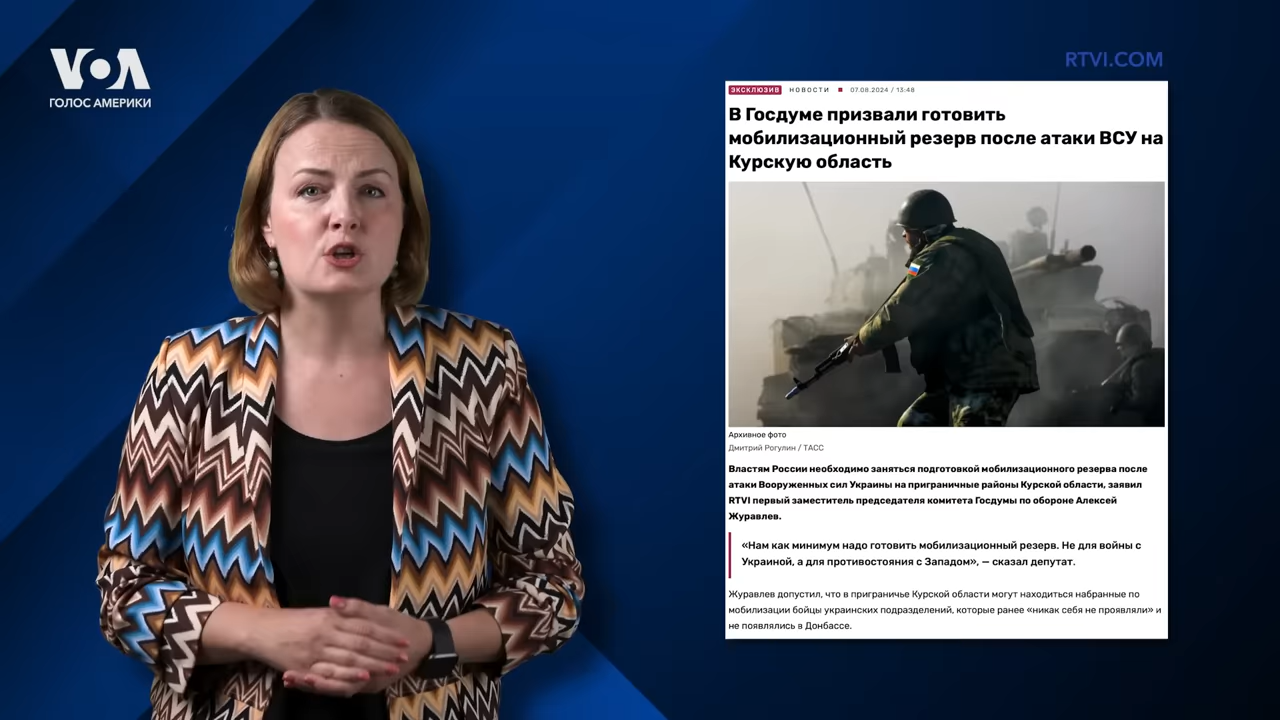 VOA
ГОЛОС АМЕРИКИ
RTVI.COM
ЭКСКЛЮЗИВ НОВОСТИ 07.08.2024 / 13:48
В Госдуме призвали готовить
мобилизационный резерв после атаки ВСУ на
Курскую область
Архивное фото
Дмитрий Рогулин / ТАСС
Властям России необходимо заняться подготовкой мобилизационного резерва после
атаки Вооруженных сил Украины на приграничные районы Курской области, заявил
RTVI первый заместитель председателя комитета Госдумы по обороне Алексей
Журавлев.
«Нам как минимум надо готовить мобилизационный резерв. Не для войны с
Украиной, а для противостояния с Западом», — сказал депутат.
Журавлев допустил, что в приграничье Курской области могут находиться набранные по
мобилизации бойцы украинских подразделений, которые ранее «никак себя не проявляли» и
не появлялись в Донбассе.